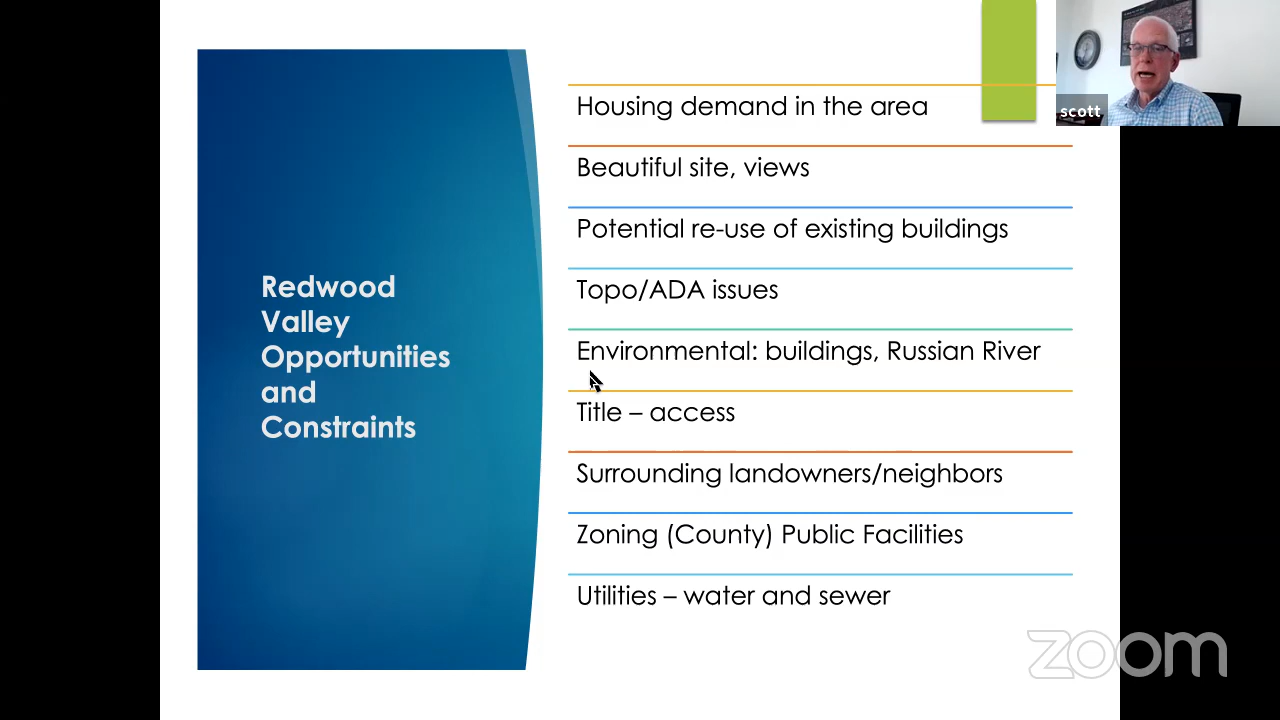 Redwood
Valley
Opportunities
and
Constraints
Housing demand in the area
Beautiful site, views
Potential re-use of existing buildings
Topo/ADA issues
Environmental: buildings, Russian River
Title – access
Surrounding landowners/neighbors
Zoning (County) Public Facilities
Utilities – water and sewer
scott
zoom